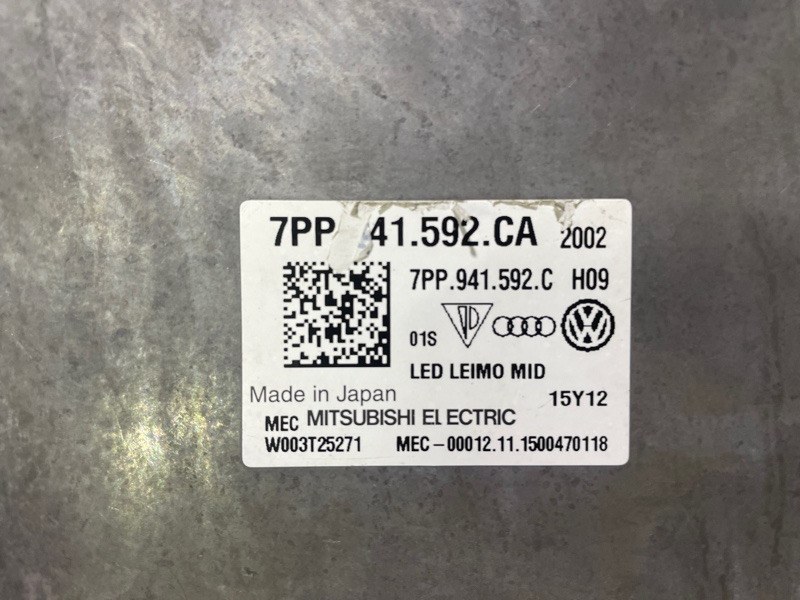 7PP 41.592.CA 2002
7PP.941.592.C H09
01S
LED LEIMO MID
Made in Japan 15Y12
MEC MITSUBISHI ELECTRIC
W003T25271 MEC-00012.11.1500470118